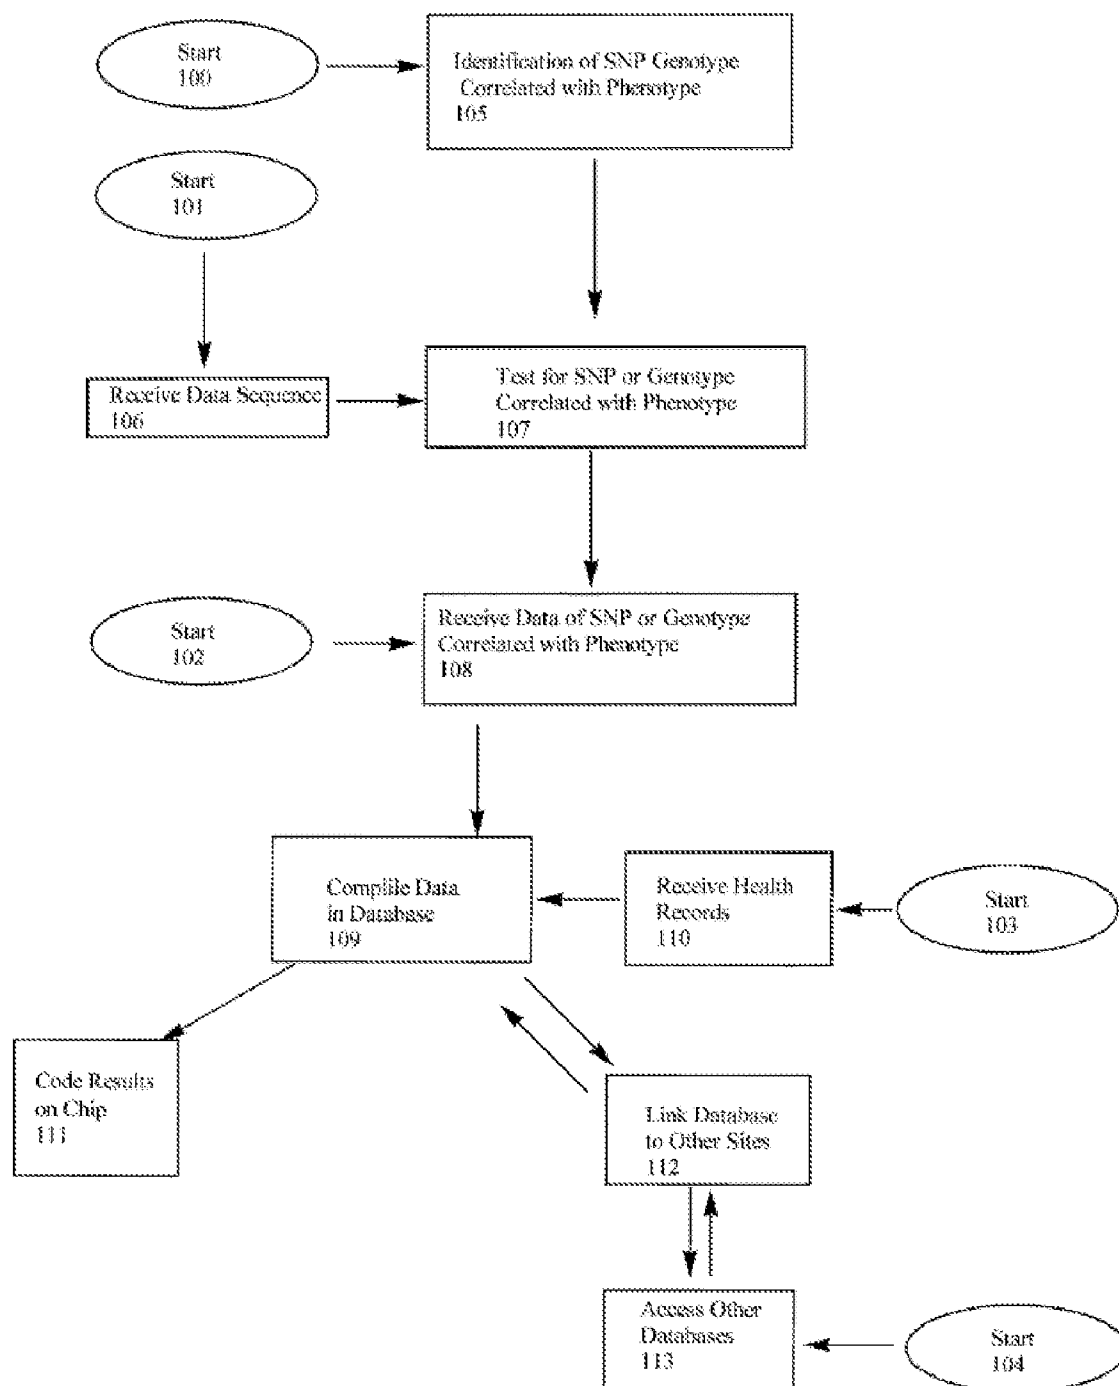 Start
100
Identification of SNP Genotype
Correlated with Phenotype
105
Start
101
Receive Data Sequence
106
Test for SNP or Genotype
Correlated with Phenotype
107
Start
102
Receive Data of SNP or Genotype
Correlated with Phenotype
108
Complile Data
in Database
109
Receive Health
Records
110
Start
103
Code Results
on Chip
111
Link Database
to Other Sites
112
Access Other
Databases
113
Start
104